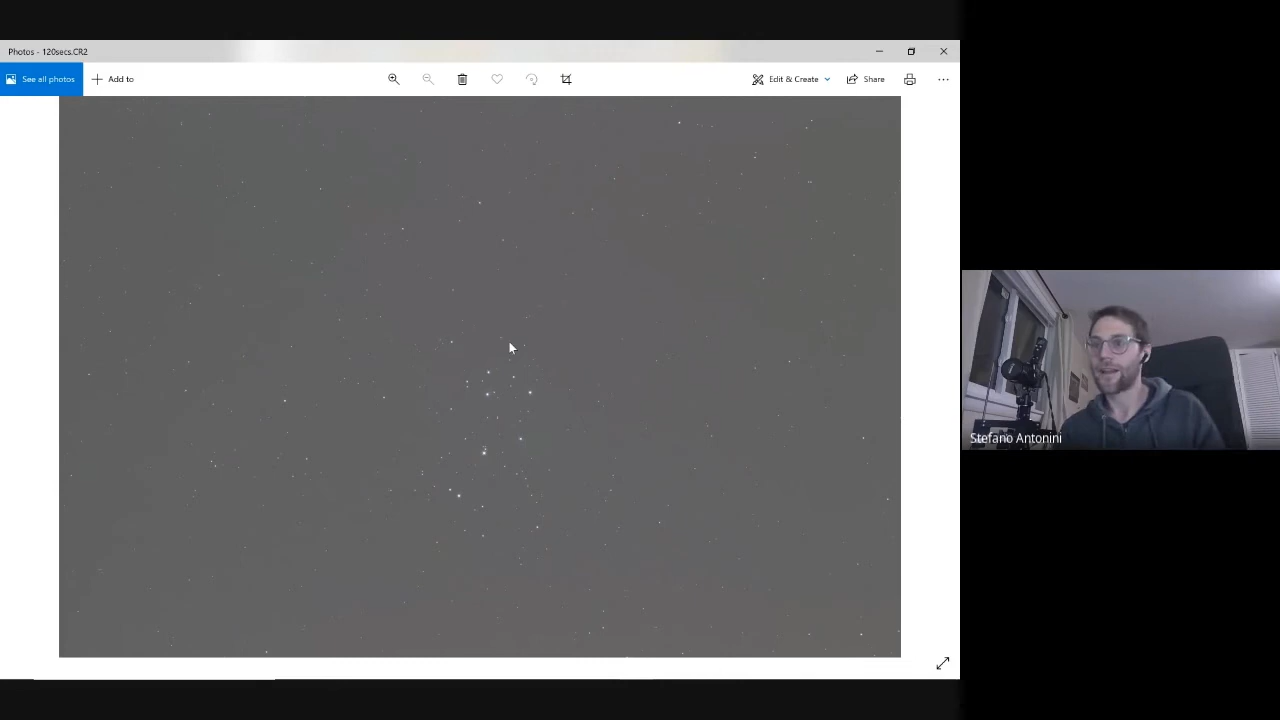 Photos - 120secs.CR2
See all photos
Add to
Edit & Create
Share
Stefano Antonini